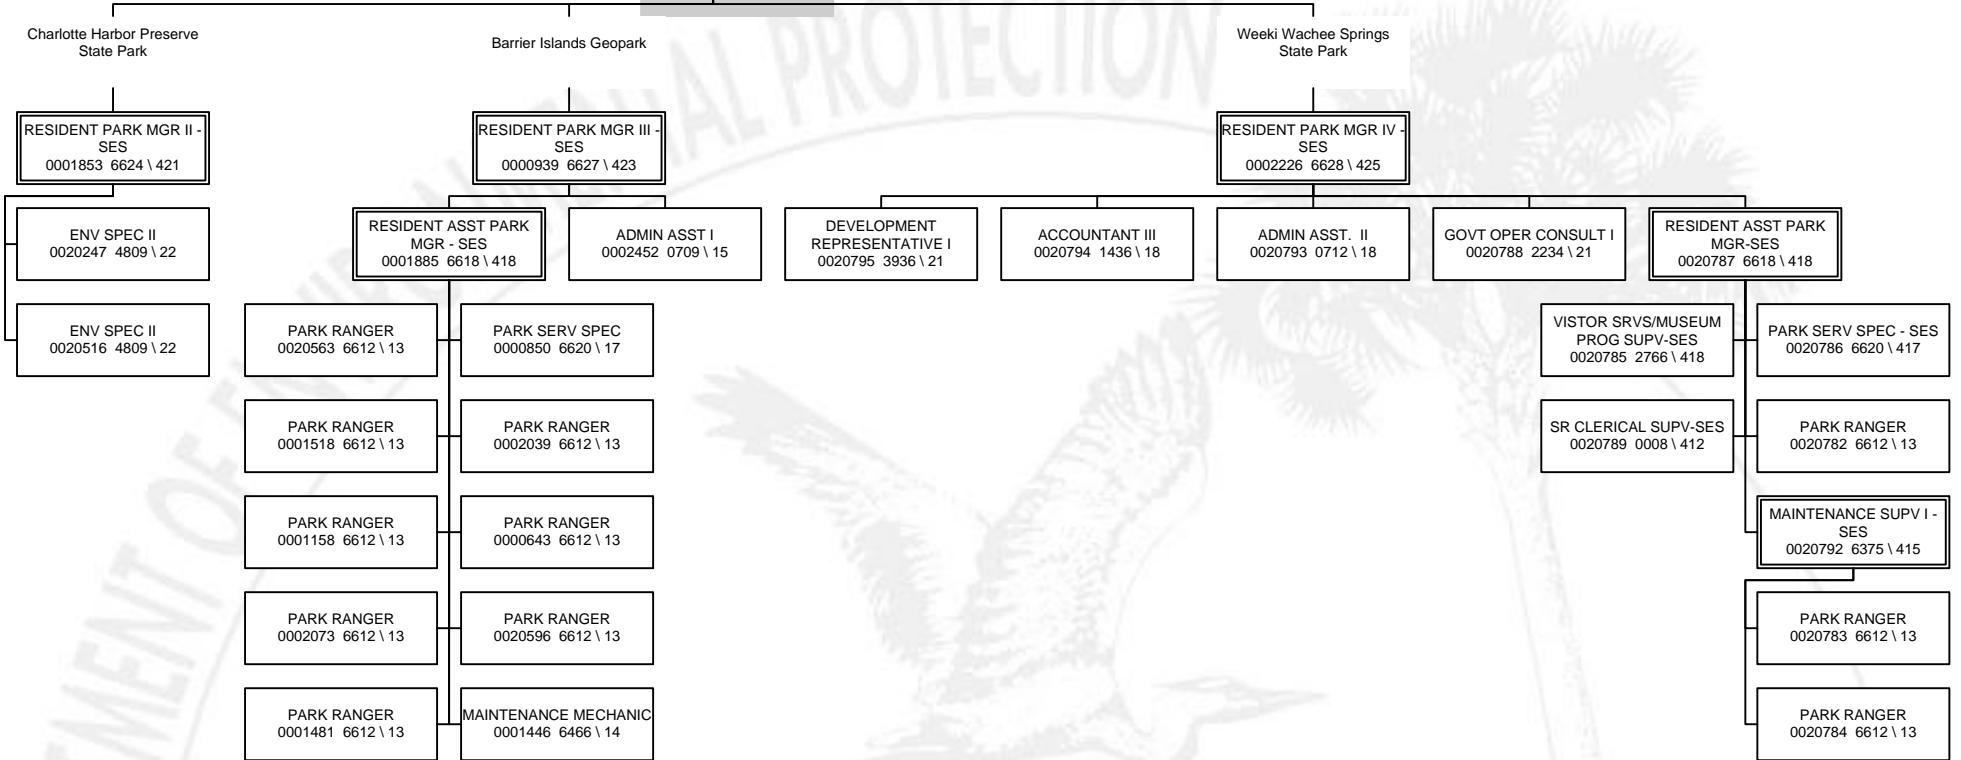 Charlotte Harbor Preserve
State Park
Barrier Islands Geopark
Weeki Wachee Springs
State Park
RESIDENT PARK MGR II -
SES
0001853 6624 \ 421
RESIDENT PARK MGR III -
SES
0000939 6627 \ 423
RESIDENT PARK MGR IV -
SES
0002226 6628 \ 425
ENV SPEC II
0020247 4809 \ 22
RESIDENT ASST PARK
MGR - SES
0001885 6618 \ 418
ADMIN ASST I
0002452 0709 \ 15
DEVELOPMENT
REPRESENTATIVE I
0020795 3936 \ 21
ACCOUNTANT III
0020794 1436 \ 18
ADMIN ASST. II
0020793 0712 \ 18
GOVT OPER CONSULT I
0020788 2234 \ 21
RESIDENT ASST PARK
MGR-SES
0020787 6618 \ 418
ENV SPEC II
0020516 4809 \ 22
PARK RANGER
0020563 6612 \ 13
PARK SERV SPEC
0000850 6620 \ 17
VISTOR SRVS/MUSEUM
PROG SUPV-SES
0020785 2766 \ 418
PARK SERV SPEC - SES
0020786 6620 \ 417
PARK RANGER
0001518 6612 \ 13
PARK RANGER
0002039 6612 \ 13
SR CLERICAL SUPV-SES
0020789 0008 \ 412
PARK RANGER
0020782 6612 \ 13
PARK RANGER
0001158 6612 \ 13
PARK RANGER
0000643 6612 \ 13
MAINTENANCE SUPV I -
SES
0020792 6375 \ 415
PARK RANGER
0002073 6612 \ 13
PARK RANGER
0020596 6612 \ 13
PARK RANGER
0020783 6612 \ 13
PARK RANGER
0001481 6612 \ 13
MAINTENANCE MECHANIC
0001446 6466 \ 14
PARK RANGER
0020784 6612 \ 13
OF
PROTECTION